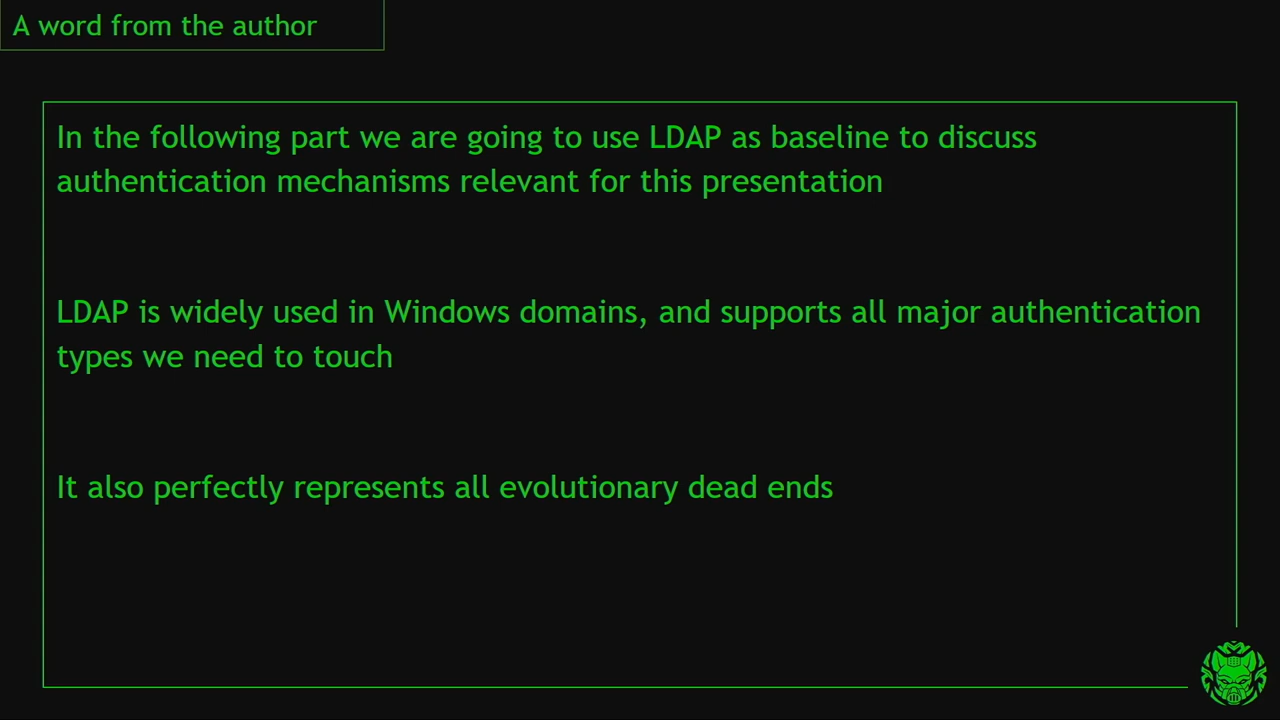 A word from the author
In the following part we are going to use LDAP as baseline to discuss
authentication mechanisms relevant for this presentation
LDAP is widely used in Windows domains, and supports all major authentication
types we need to touch
It also perfectly represents all evolutionary dead ends